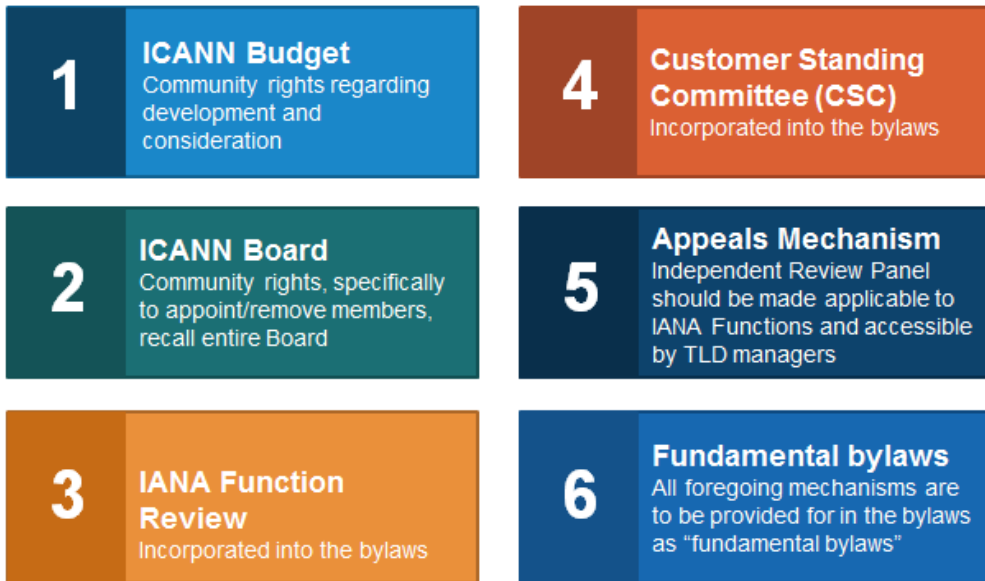 1
ICANN Budget
Community rights regarding
development and
consideration
2
ICANN Board
Community rights, specifically
to appoint/remove members,
recall entire Board
3
IANA Function
Review
Incorporated into the bylaws
4
Customer Standing
Committee (CSC)
Incorporated into the bylaws
5
Appeals Mechanism
Independent Review Panel
should be made applicable to
IANA Functions and accessible
by TLD managers
6
Fundamental bylaws
All foregoing mechanisms are
to be provided for in the bylaws
as “fundamental bylaws”